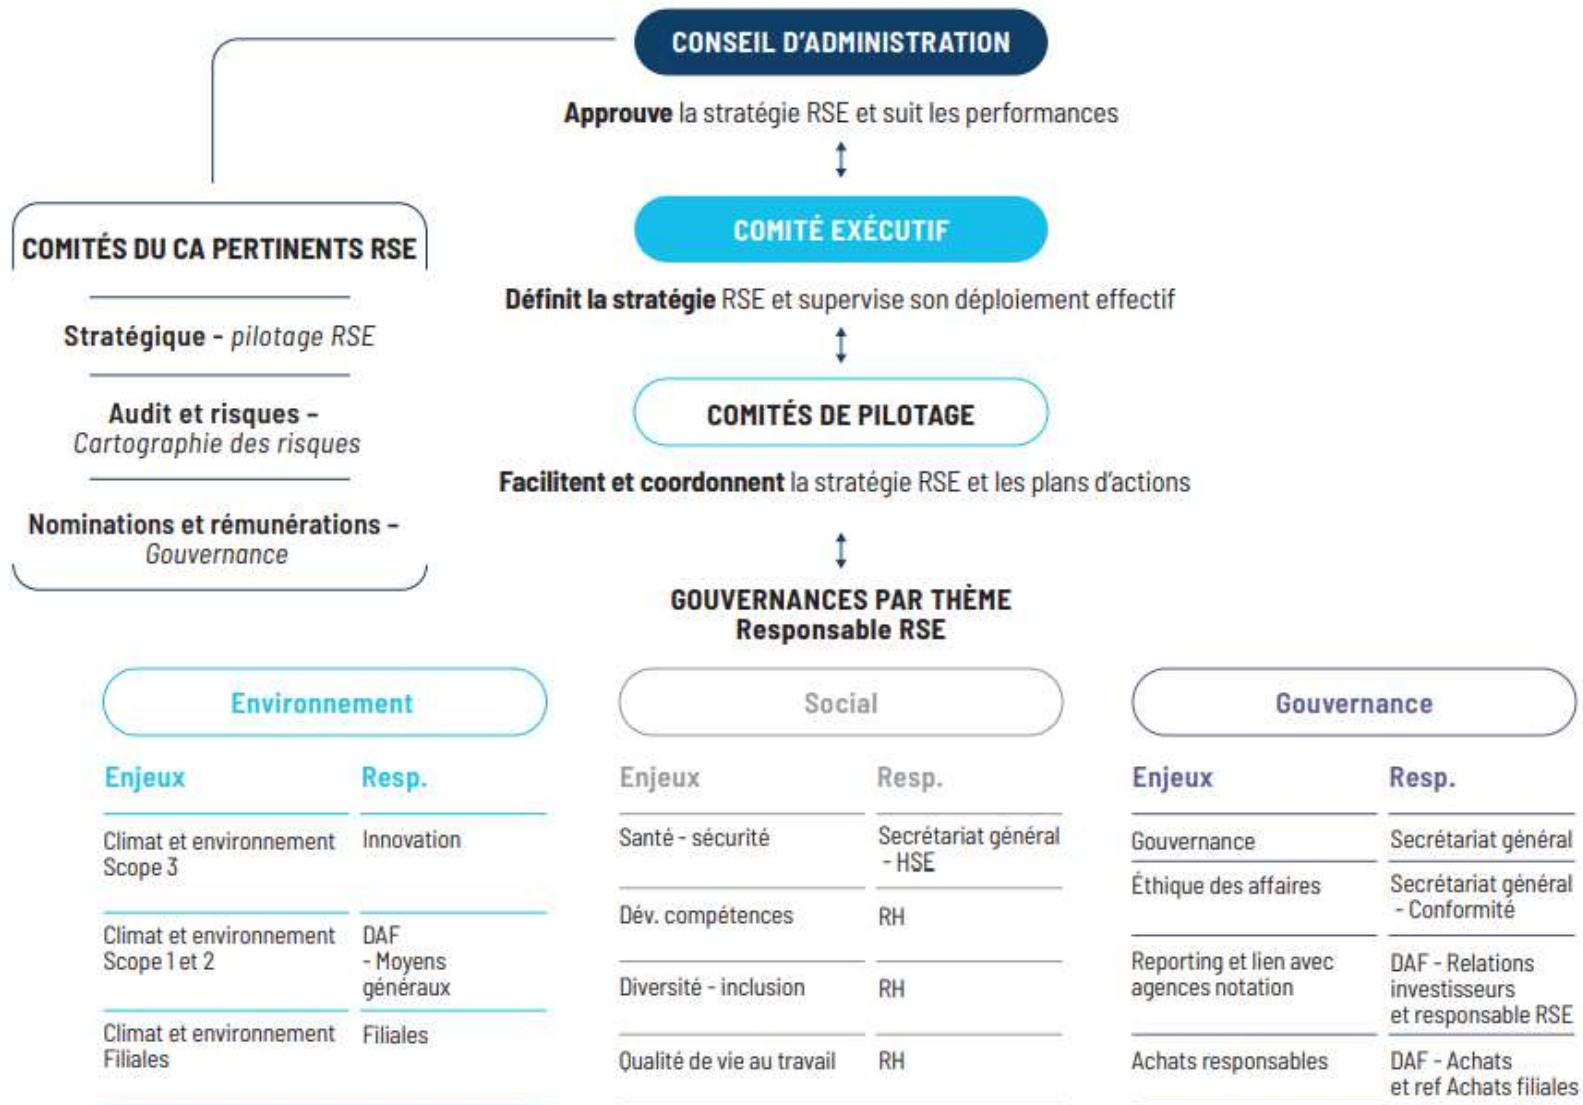 CONSEIL D'ADMINISTRATION
Approuve la stratégie RSE et suit les performances
COMITÉ EXÉCUTIF
Définit la stratégie RSE et supervise son déploiement effectif
COMITÉS DE PILOTAGE
Facilitent et coordonnent la stratégie RSE et les plans d'actions
COMITÉS DU CA PERTINENTS RSE
Stratégique - pilotage RSE
Audit et risques –
Cartographie des risques
Nominations et rémunérations –
Gouvernance
GOUVERNANCES PAR THÈME
Responsable RSE
Environnement
Enjeux Resp.
Climat et environnement Innovation
Scope 3
Climat et environnement DAF
Scope 1 et 2 - Moyens
généraux
Climat et environnement Filiales
Filiales
Social
Enjeux Resp.
Santé - sécurité Secrétariat général
- HSE
Dév. compétences RH
Diversité - inclusion RH
Qualité de vie au travail RH
Gouvernance
Enjeux Resp.
Gouvernance Secrétariat général
Éthique des affaires Secrétariat général
- Conformité
Reporting et lien avec DAF - Relations
agences notation investisseurs
et responsable RSE
Achats responsables DAF - Achats
et ref Achats filiales